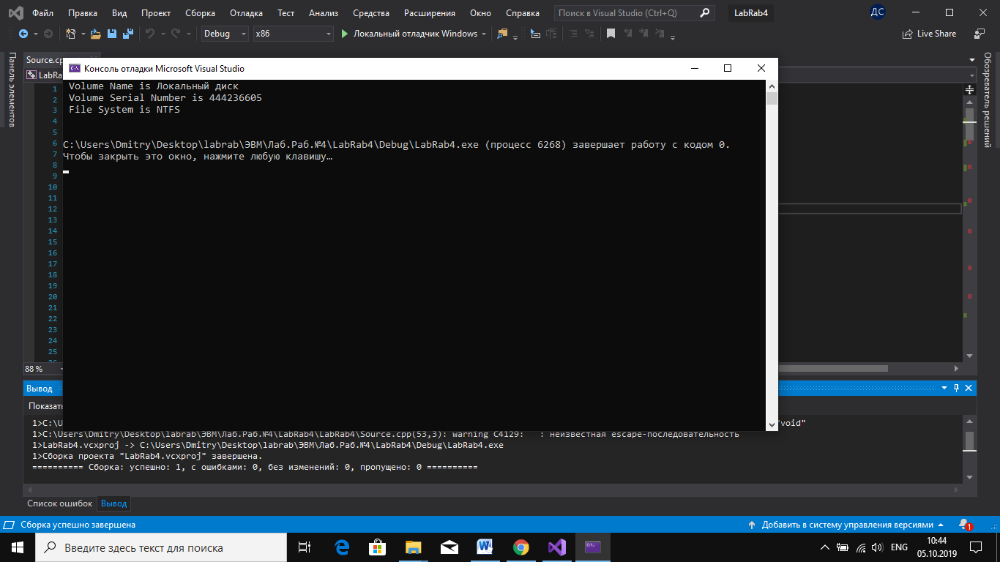 Файл Правка Вид Проект Сборка Отладка Тест Анализ Средства Расширения Окно Справка Поиск в Visual Studio (Ctrl+Q) LabRab4 ДС
Debug x86 Локальный отладчик Windows Live Share
Панель элементов
Обозреватель решений
Source.cp
LabRa
Консоль отладки Microsoft Visual Studio
Volume Name is Локальный диск
Volume Serial Number is 444236605
File System is NTFS
C:\Users\Dmitry\Desktop\labrab\ЭВМ\Лаб.Раб.№4\LabRab4\Debug\LabRab4.exe (процесс 6268) завершает работу с кодом 0.
Чтобы закрыть это окно, нажмите любую клавишу…
1
2
3
4
5
6
7
8
9
10
11
12
13
14
15
16
17
18
19
20
21
22
23
24
25
26
88 %
Вывод
Показать
1>C:\U "void"
1>C:\Users\Dmitry\Desktop\labrab\ЭВМ\Лаб.Раб.№4\LabRab4\LabRab4\Source.cpp(53,3): warning C4129: : неизвестная escape-последовательность
1>LabRab4.vcxproj -> C:\Users\Dmitry\Desktop\labrab\ЭВМ\Лаб.Раб.№4\LabRab4\Debug\LabRab4.exe
1>Сборка проекта "LabRab4.vcxproj" завершена.
========== Сборка: успешно: 1, с ошибками: 0, без изменений: 0, пропущено: 0 ==========
Список ошибок Вывод
Сборка успешно завершена Добавить в систему управления версиями 1
Введите здесь текст для поиска ENG 10:44
05.10.2019